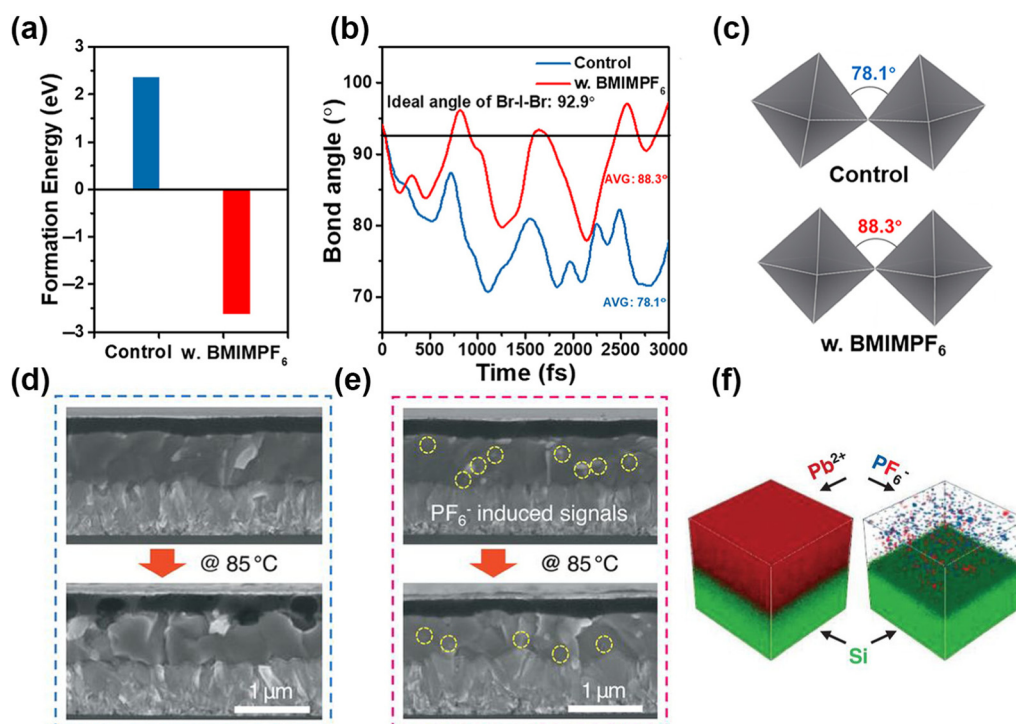 (a)
3
2
1
0
−1
−2
−3
Formation Energy (eV)
Control w. BMIMPF₆
(b)
Control
w. BMIMPF₆
Ideal angle of Br-I-Br: 92.9°
AVG: 88.3°
AVG: 78.1°
100
90
80
70
Bond angle (°)
0 500 1000 1500 2000 2500 3000
Time (fs)
(c)
78.1°
Control
88.3°
w. BMIMPF₆
(d)
@ 85 °C
1 µm
(e)
PF₆⁻ induced signals
@ 85 °C
1 µm
(f)
Pb²⁺ PF₆⁻
Si